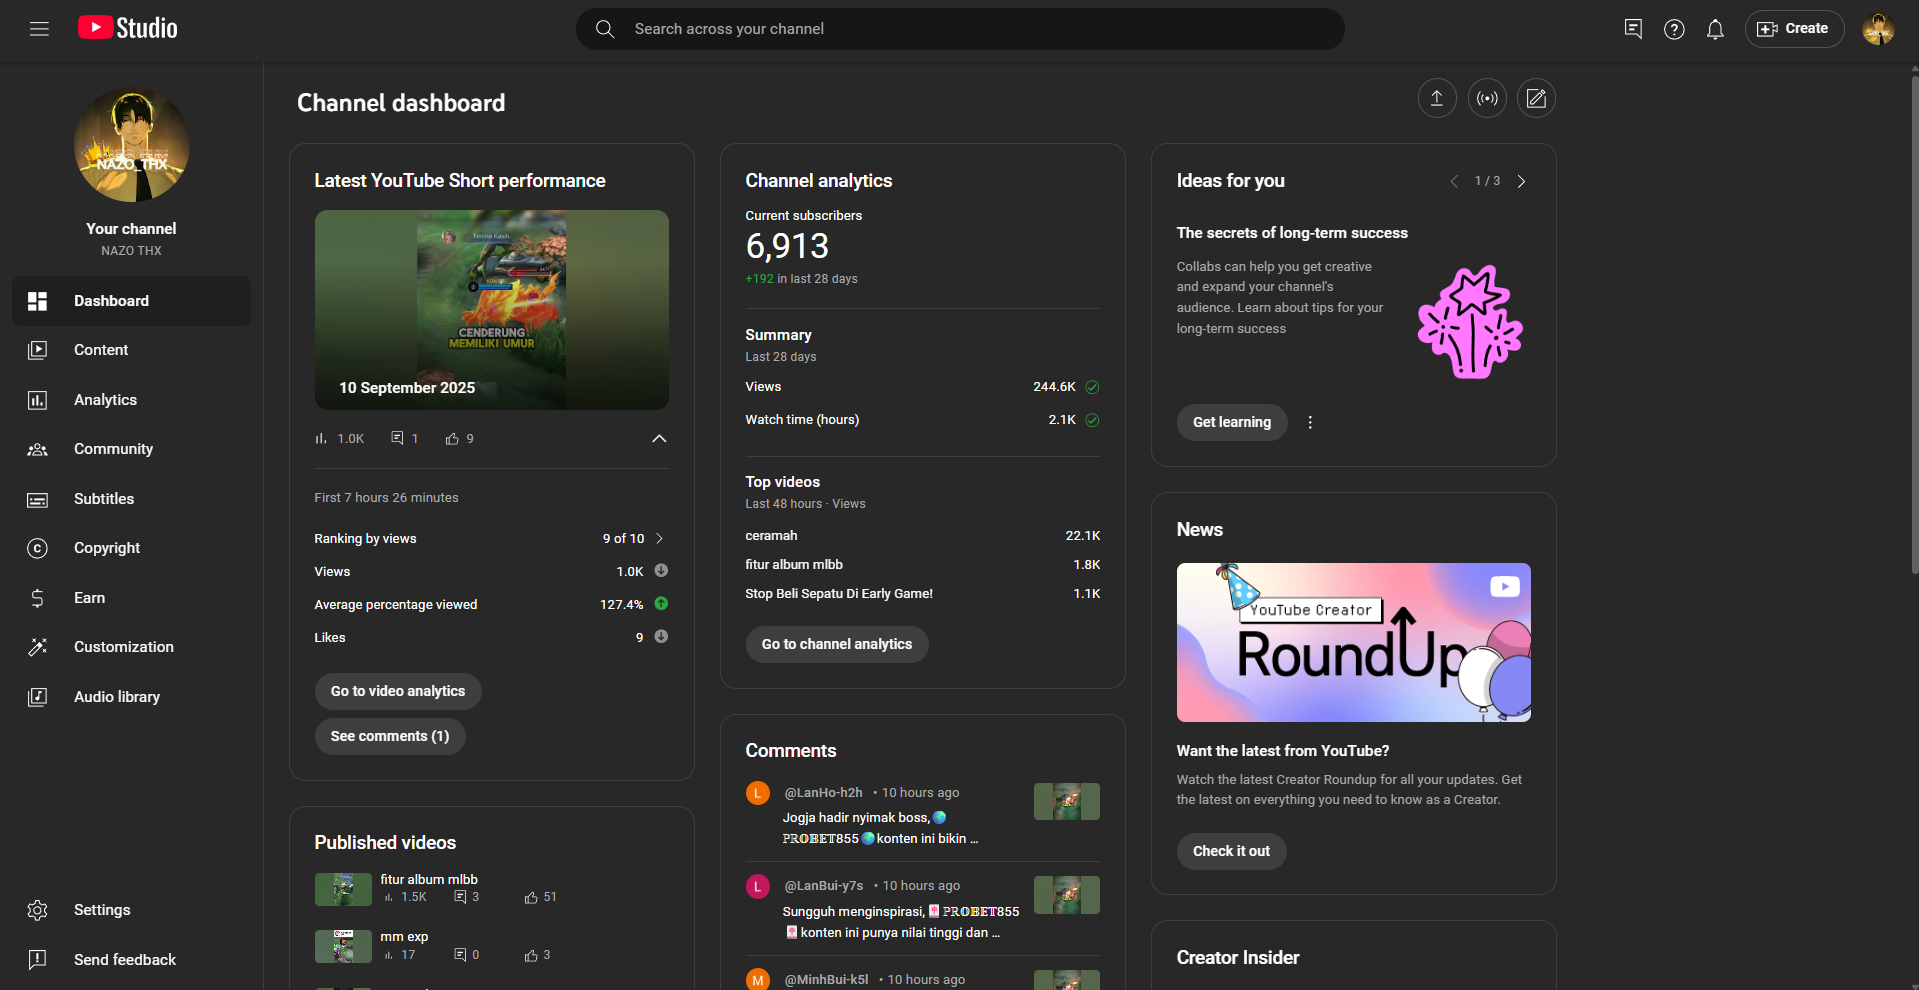 Studio
Search across your channel
Create
NAZO_THX
Your channel
NAZO THX
Dashboard
Content
Analytics
Community
Subtitles
Copyright
Earn
Customization
Audio library
Settings
Send feedback
Channel dashboard
Latest YouTube Short performance
CENDERUNG
MEMILIKI UMUR
10 September 2025
1.0K 1 9
First 7 hours 26 minutes
Ranking by views 9 of 10
Views 1.0K
Average percentage viewed 127.4%
Likes 9
Go to video analytics
See comments (1)
Published videos
fitur album mlbb
1.5K 3 51
mm exp
17 0 3
Channel analytics
Current subscribers
6,913
+192 in last 28 days
Summary
Last 28 days
Views 244.6K
Watch time (hours) 2.1K
Top videos
Last 48 hours · Views
ceramah 22.1K
fitur album mlbb 1.8K
Stop Beli Sepatu Di Early Game! 1.1K
Go to channel analytics
Comments
L @LanHo-h2h • 10 hours ago
Jogja hadir nyimak boss,🌏
ℙℝ𝕆𝔹𝔼𝕋855🌏konten ini bikin ...
L @LanBui-y7s • 10 hours ago
Sungguh menginspirasi,🀄ℙℝ𝕆𝔹𝔼𝕋855
🀄konten ini punya nilai tinggi dan ...
M @MinhBui-k5l • 10 hours ago
Ideas for you
1 / 3
The secrets of long-term success
Collabs can help you get creative
and expand your channel's
audience. Learn about tips for your
long-term success
Get learning
News
YouTube Creator
RoundUp
Want the latest from YouTube?
Watch the latest Creator Roundup for all your updates. Get
the latest on everything you need to know as a Creator.
Check it out
Creator Insider